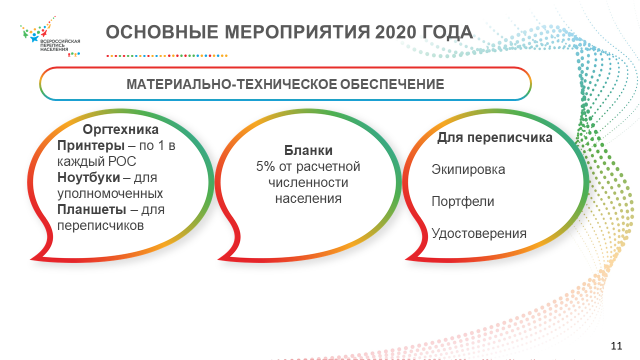 ВСЕРОССИЙСКАЯ
ПЕРЕПИСЬ
НАСЕЛЕНИЯ
ОСНОВНЫЕ МЕРОПРИЯТИЯ 2020 ГОДА
МАТЕРИАЛЬНО-ТЕХНИЧЕСКОЕ ОБЕСПЕЧЕНИЕ
Оргтехника
Принтеры – по 1 в
каждый РОС
Ноутбуки – для
уполномоченных
Планшеты – для
переписчиков
Бланки
5% от расчетной
численности
населения
Для переписчика
Экипировка
Портфели
Удостоверения
11